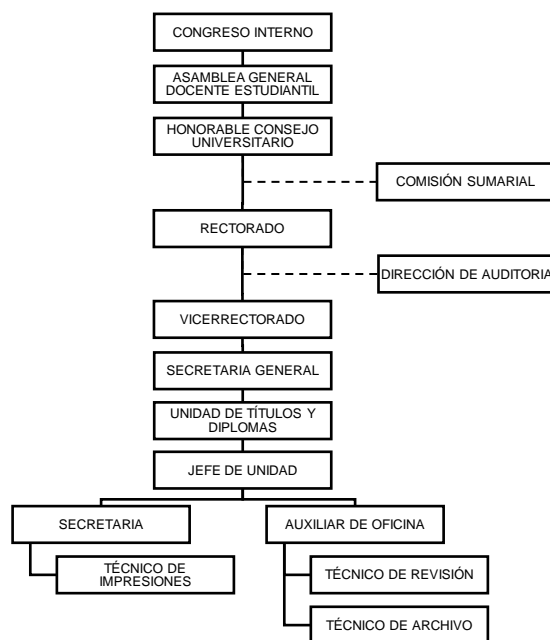 CONGRESO INTERNO
ASAMBLEA GENERAL
DOCENTE ESTUDIANTIL
HONORABLE CONSEJO
UNIVERSITARIO
COMISIÓN SUMARIAL
RECTORADO
DIRECCIÓN DE AUDITORIA
VICERRECTORADO
SECRETARIA GENERAL
UNIDAD DE TÍTULOS Y
DIPLOMAS
JEFE DE UNIDAD
SECRETARIA
AUXILIAR DE OFICINA
TÉCNICO DE
IMPRESIONES
TÉCNICO DE REVISIÓN
TÉCNICO DE ARCHIVO